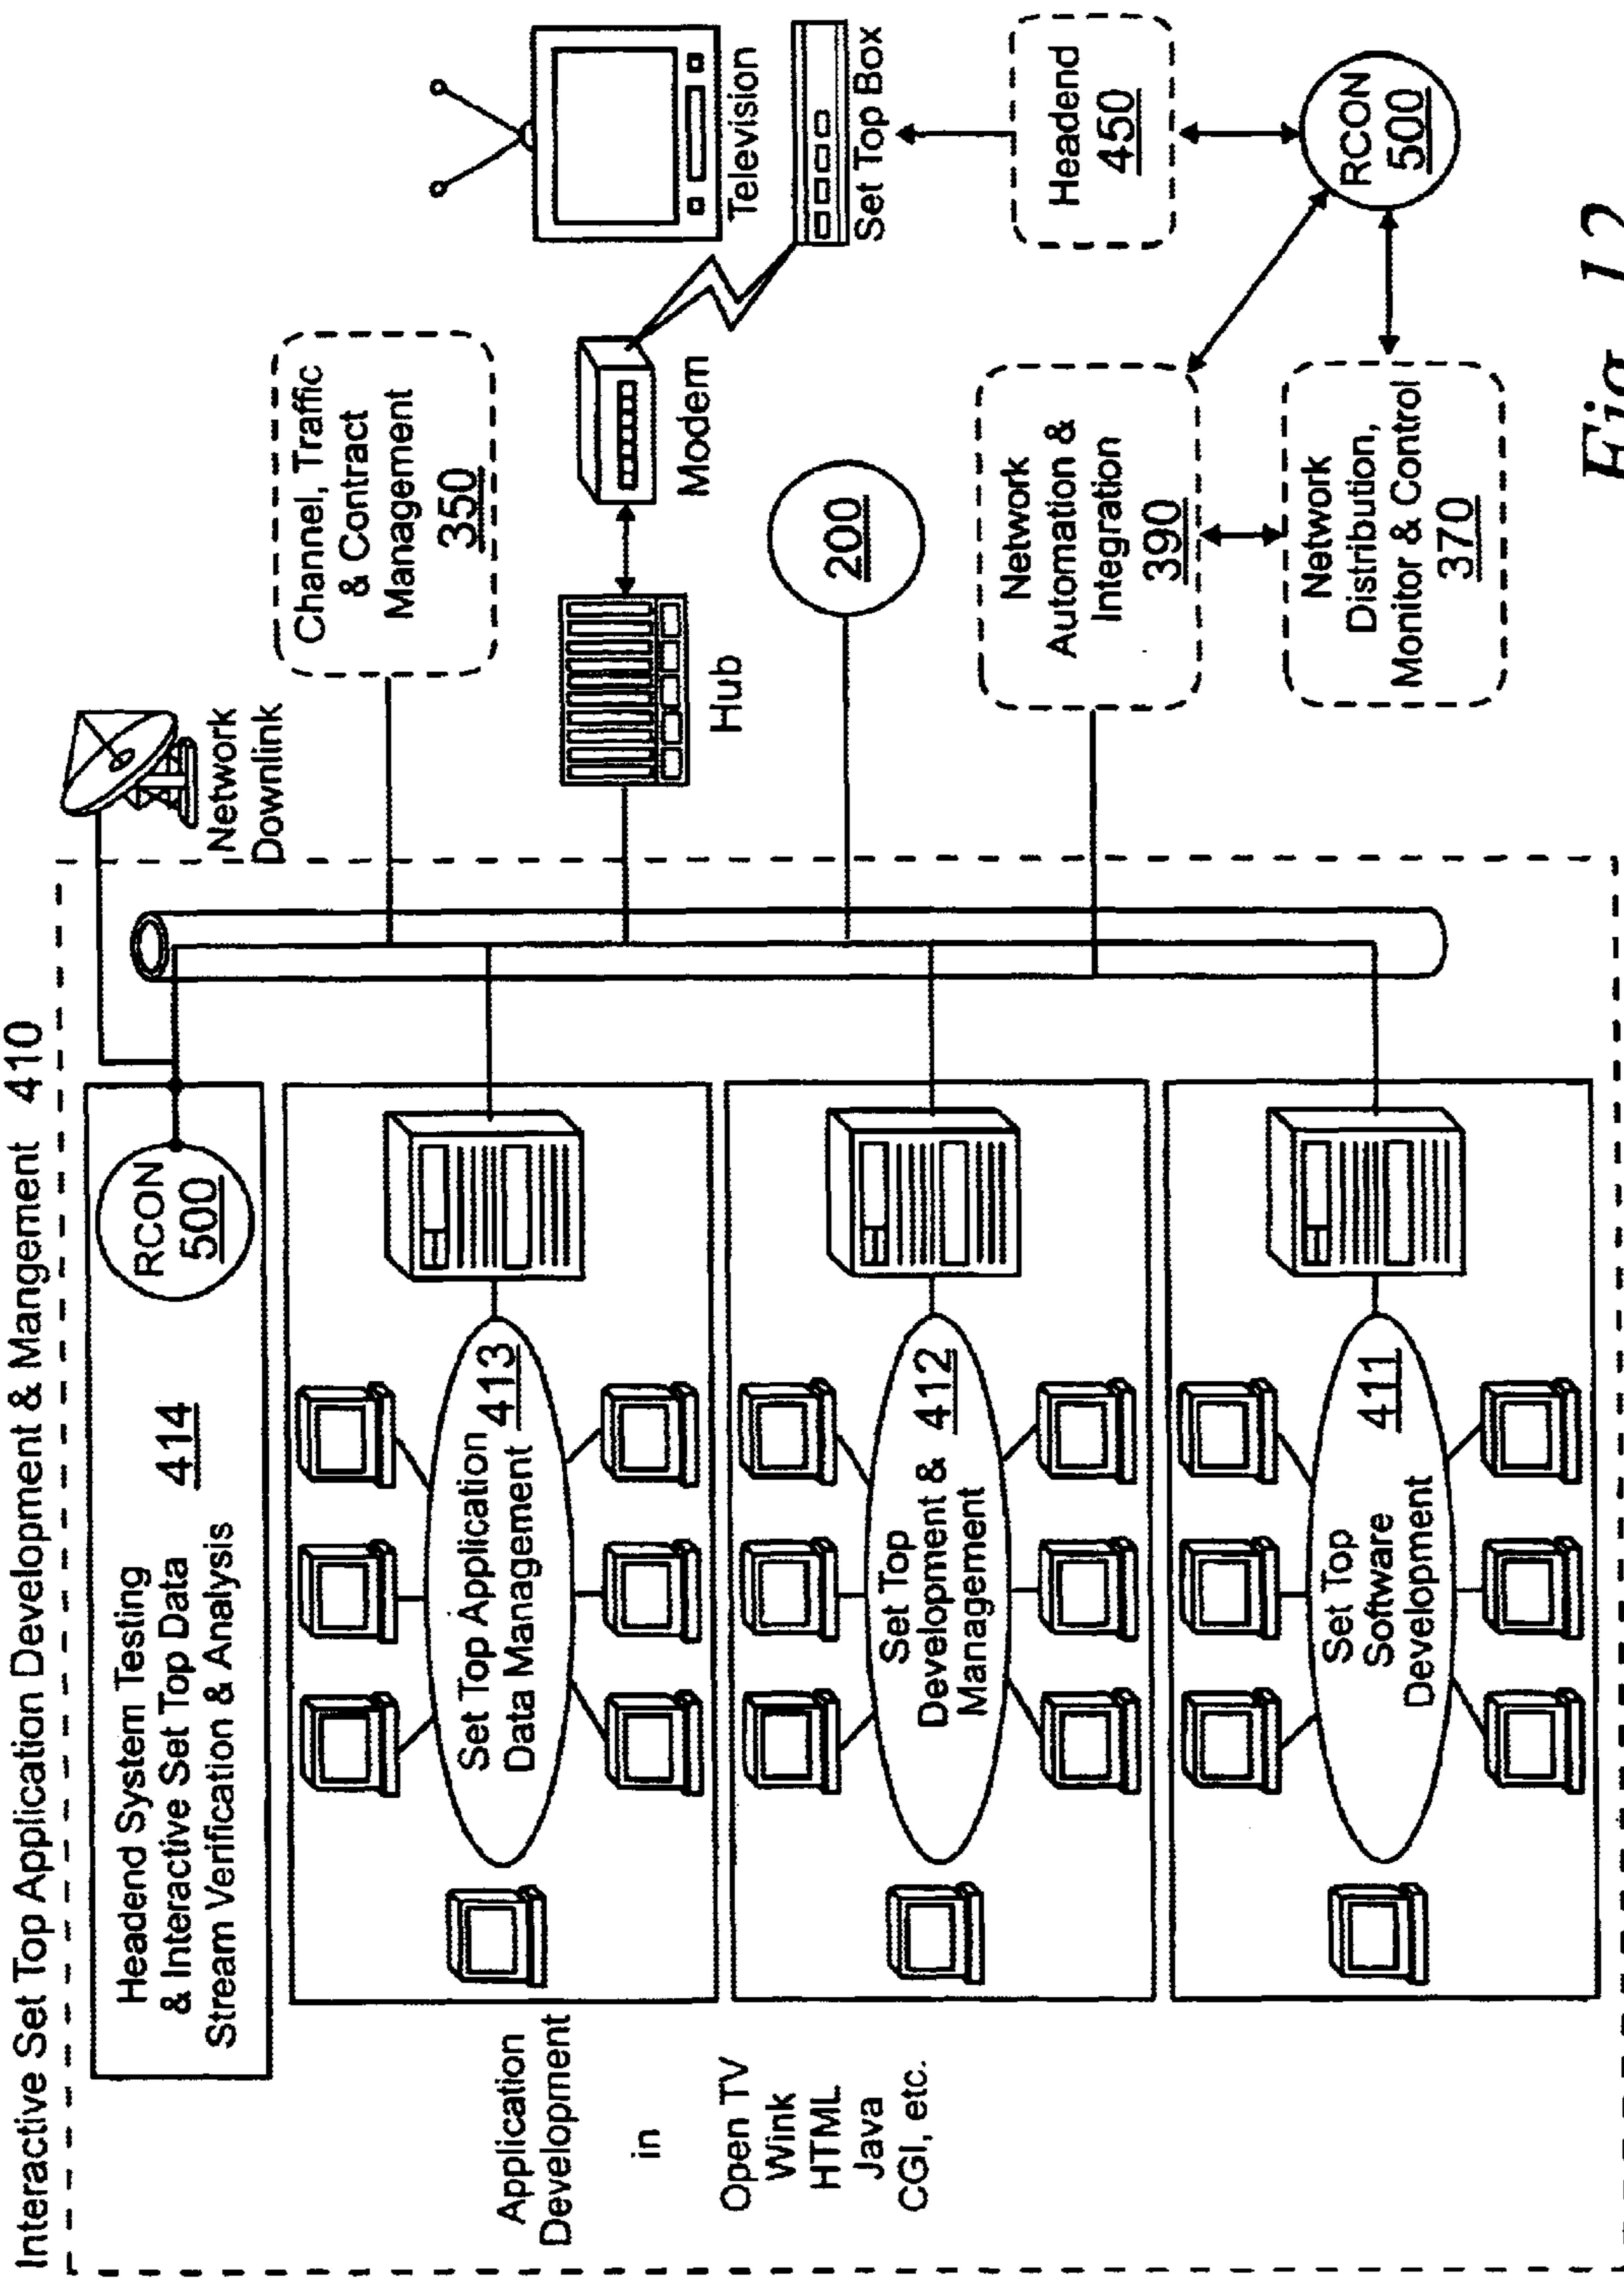 Interactive Set Top Application Development & Mangement 410
Headend System Testing
& Interactive Set Top Data
Stream Verification & Analysis
414
RCON
500
Network
Downlink
Application
Development
in
Open TV
Wink
HTML
Java
CGI, etc.
Set Top Application
Data Management
413
Set Top
Development &
Management
412
Set Top
Software
Development
411
Channel, Traffic
& Contract
Management
350
Hub
Modem
Television
Set Top Box
200
Network
Automation &
Integration
390
Network
Distribution,
Monitor & Control
370
Headend
450
RCON
500
Fig. 12